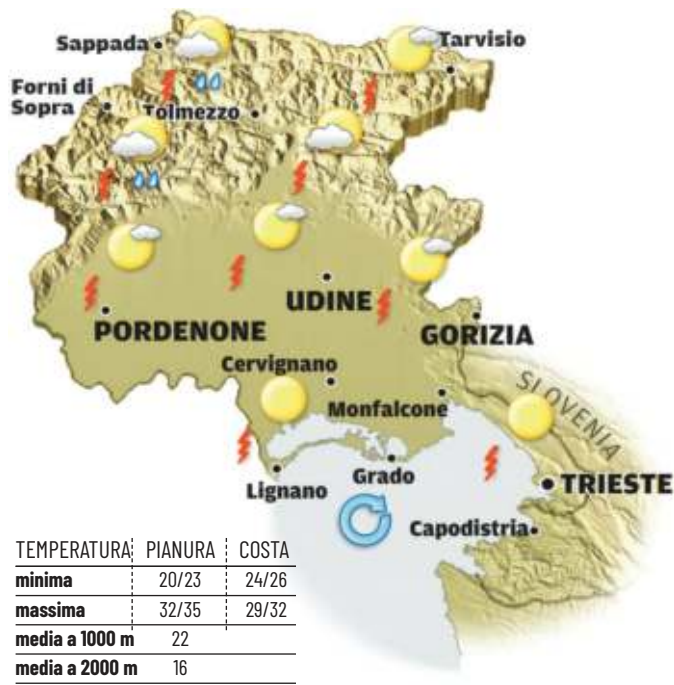 Sappada
Tarvisio
Forni di
Sopra
Tolmezzo
UDINE
PORDENONE
GORIZIA
Cervignano
SLOVENIA
Monfalcone
Grado
TRIESTE
Lignano
Capodistria
TEMPERATURA PIANURA COSTA
minima 20/23 24/26
massima 32/35 29/32
media a 1000 m 22
media a 2000 m 16